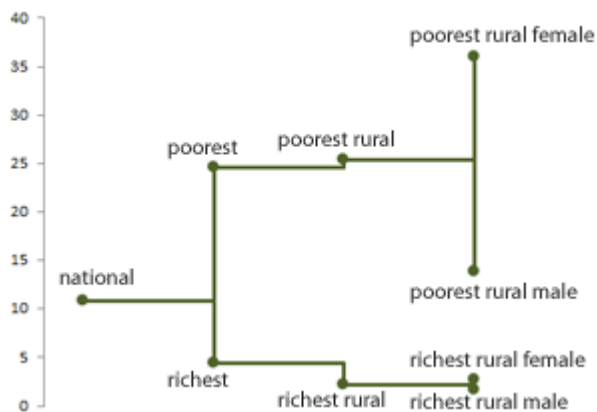 40
poorest rural female
35
30
poorest
poorest rural
25
20
15
national
poorest rural male
10
5
richest rural female
richest
richest rural
richest rural male
0